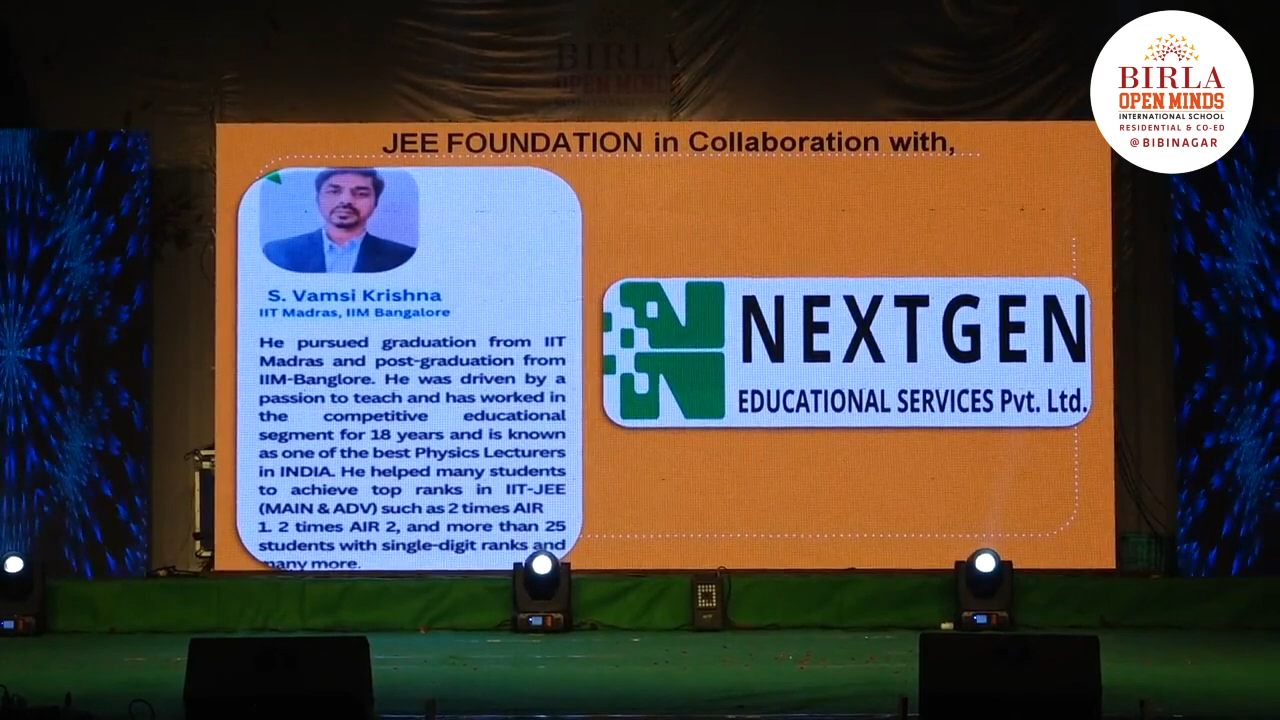 BIRLA
OPEN MINDS
INTERNATIONAL SCHOOL
RESIDENTIAL & CO-ED
@BIBINAGAR
BIRLA
OPEN MINDS
JEE FOUNDATION in Collaboration with,
S. Vamsi Krishna
IIT Madras, IIM Bangalore
He pursued graduation from IIT
Madras and post-graduation from
IIM-Banglore. He was driven by a
passion to teach and has worked in
the competitive educational
segment for 18 years and is known
as one of the best Physics Lecturers
in INDIA. He helped many students
to achieve top ranks in IIT-JEE
(MAIN & ADV) such as 2 times AIR
1. 2 times AIR 2, and more than 25
students with single-digit ranks and
many more.
NEXTGEN
EDUCATIONAL SERVICES Pvt. Ltd.